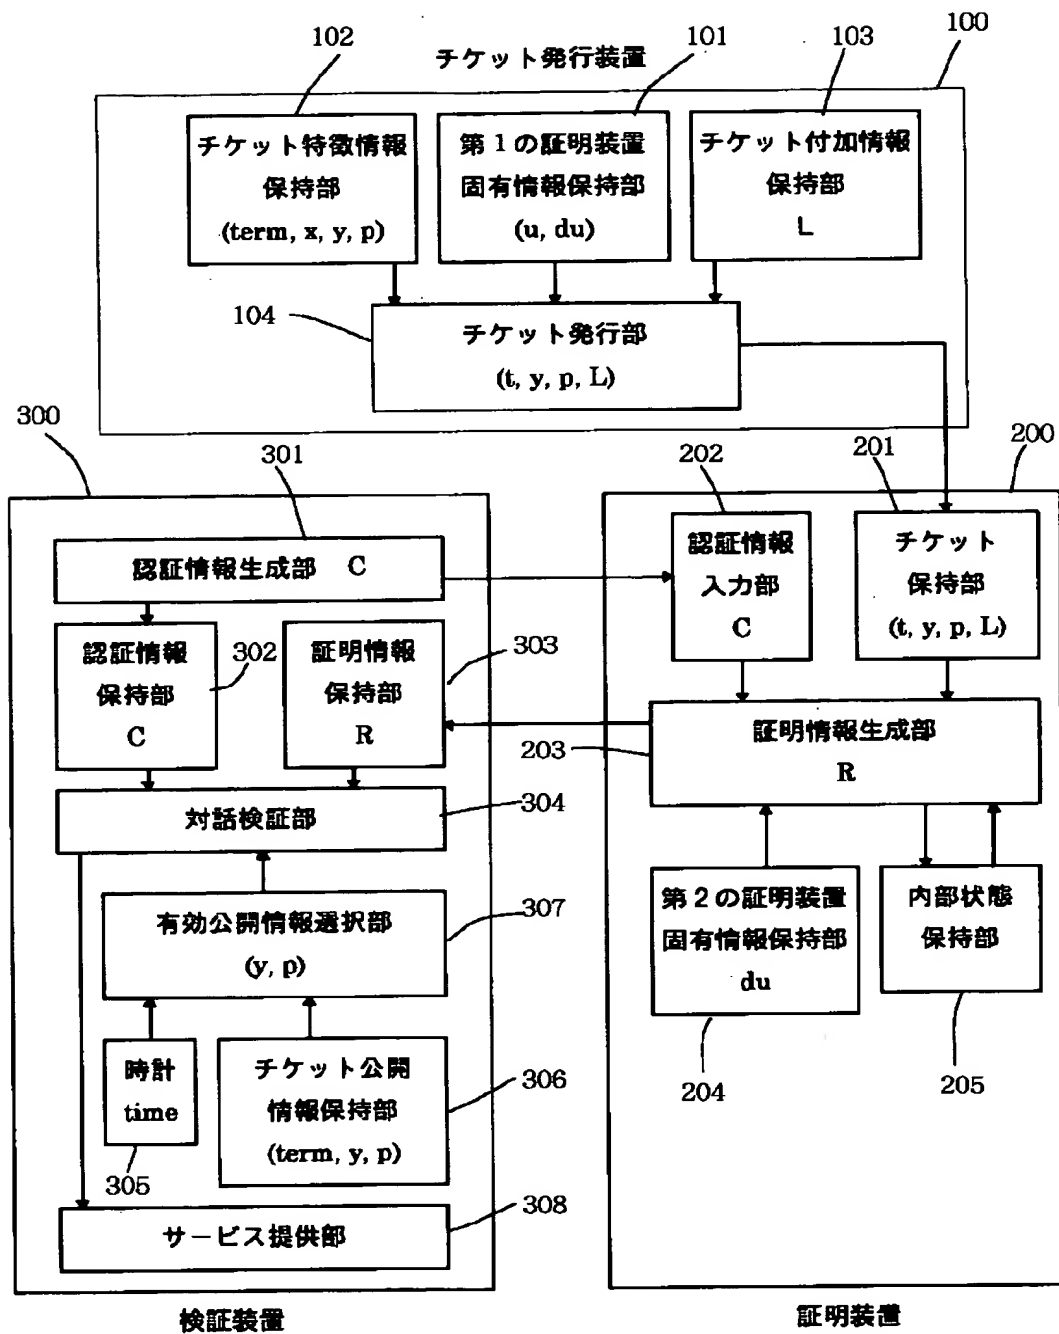 チケット発行装置
100
102
101
103
チケット特徴情報
保持部
(term, x, y, p)
第1の証明装置
固有情報保持部
(u, du)
チケット付加情報
保持部
L
104
チケット発行部
(t, y, p, L)
300
301
認証情報生成部 C
認証情報
保持部
C
302
証明情報
保持部
R
303
対話検証部
304
有効公開情報選択部
(y, p)
307
時計
time
305
チケット公開
情報保持部
(term, y, p)
306
サービス提供部
308
検証装置
200
202
201
認証情報
入力部
C
チケット
保持部
(t, y, p, L)
証明情報生成部
R
203
第2の証明装置
固有情報保持部
du
204
内部状態
保持部
205
証明装置